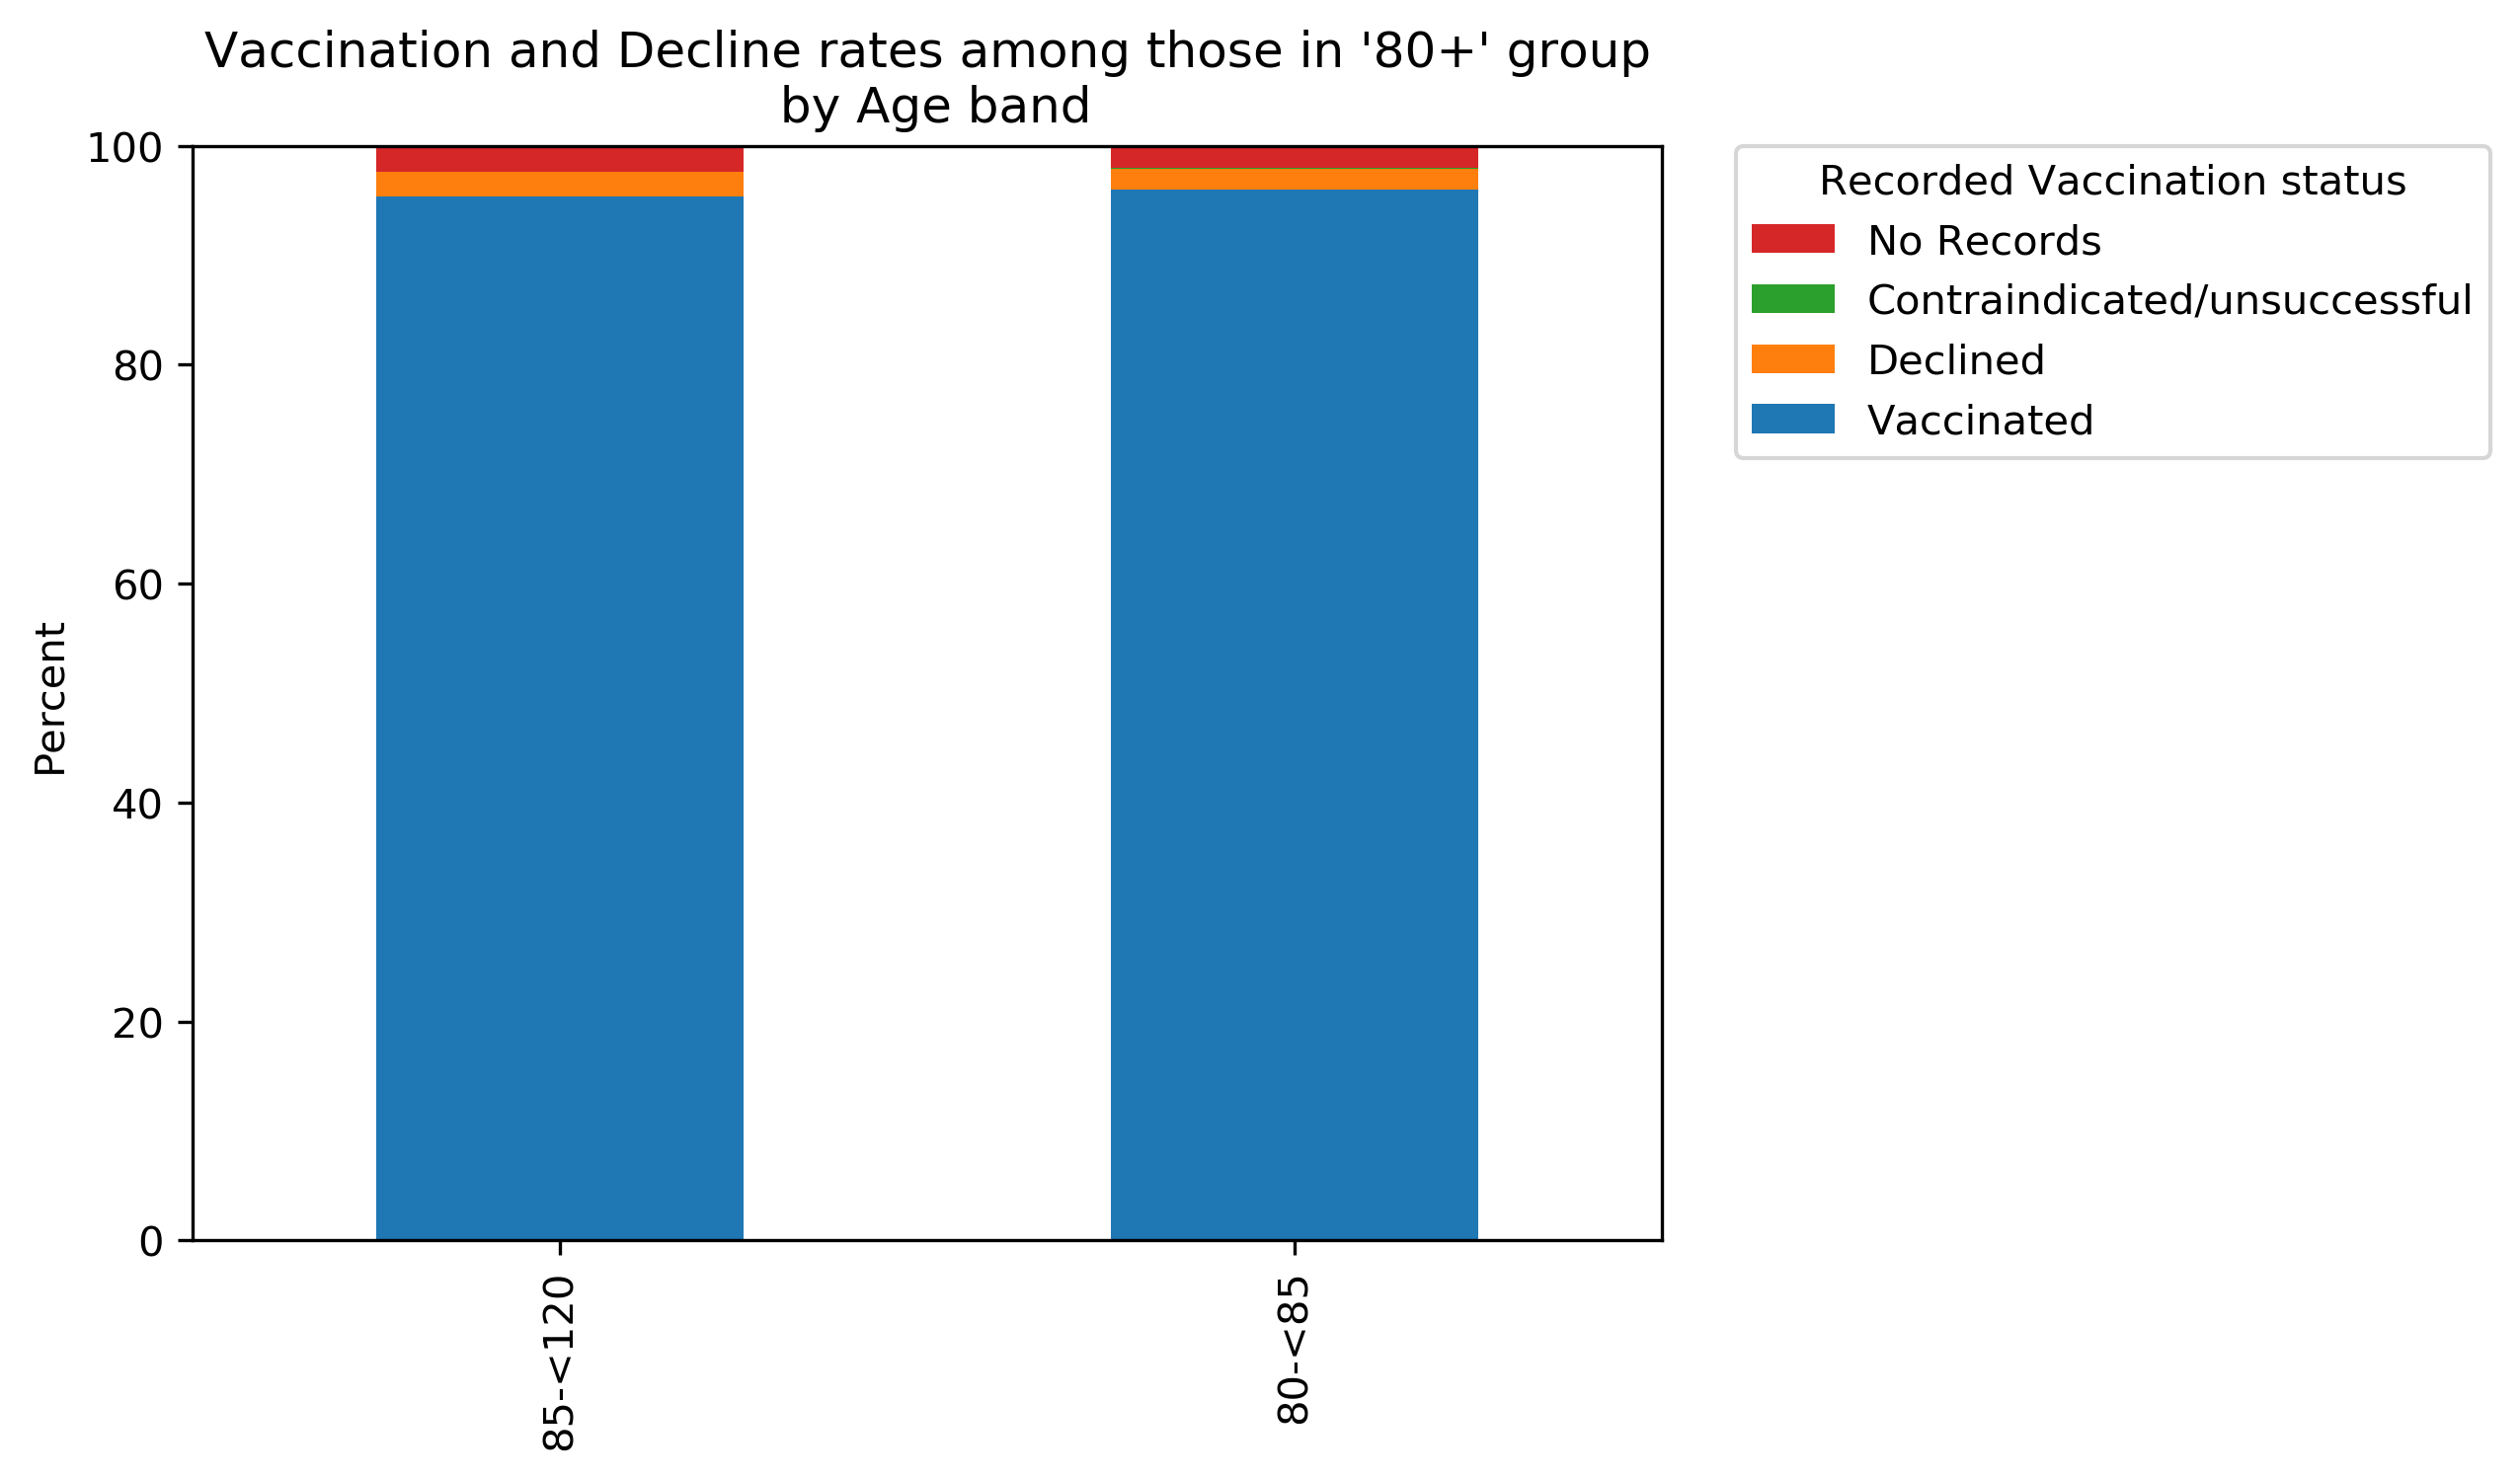 Vaccination and Decline rates among those in '80+' group
by Age band
100
80
60
40
20
0
Percent
85-<120
80-<85
Recorded Vaccination status
No Records
Contraindicated/unsuccessful
Declined
Vaccinated